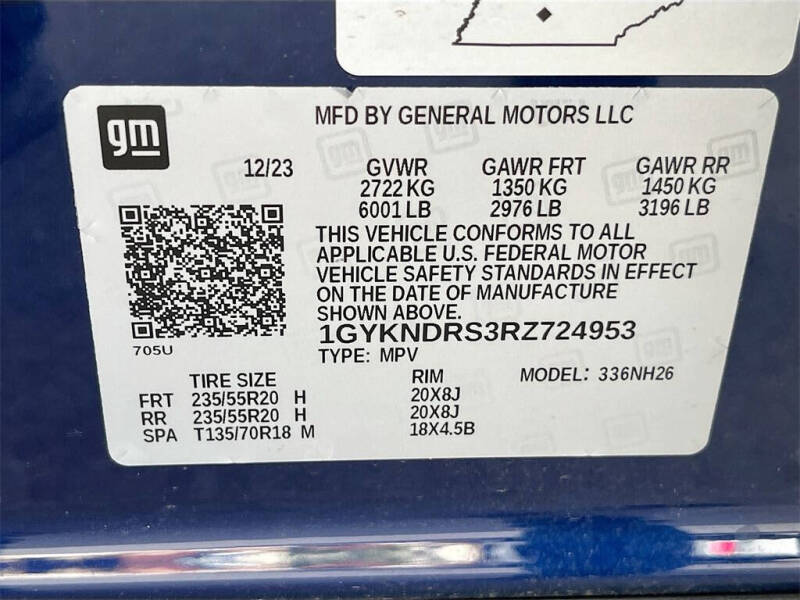 gm
MFD BY GENERAL MOTORS LLC
12/23 GVWR GAWR FRT GAWR RR
2722 KG 1350 KG 1450 KG
6001 LB 2976 LB 3196 LB
THIS VEHICLE CONFORMS TO ALL
APPLICABLE U.S. FEDERAL MOTOR
VEHICLE SAFETY STANDARDS IN EFFECT
ON THE DATE OF MANUFACTURE
SHOWN ABOVE.
705U
1GYKNDRS3RZ724953
TYPE: MPV
TIRE SIZE RIM MODEL: 336NH26
FRT 235/55R20 H 20X8J
RR 235/55R20 H 20X8J
SPA T135/70R18 M 18X4.5B